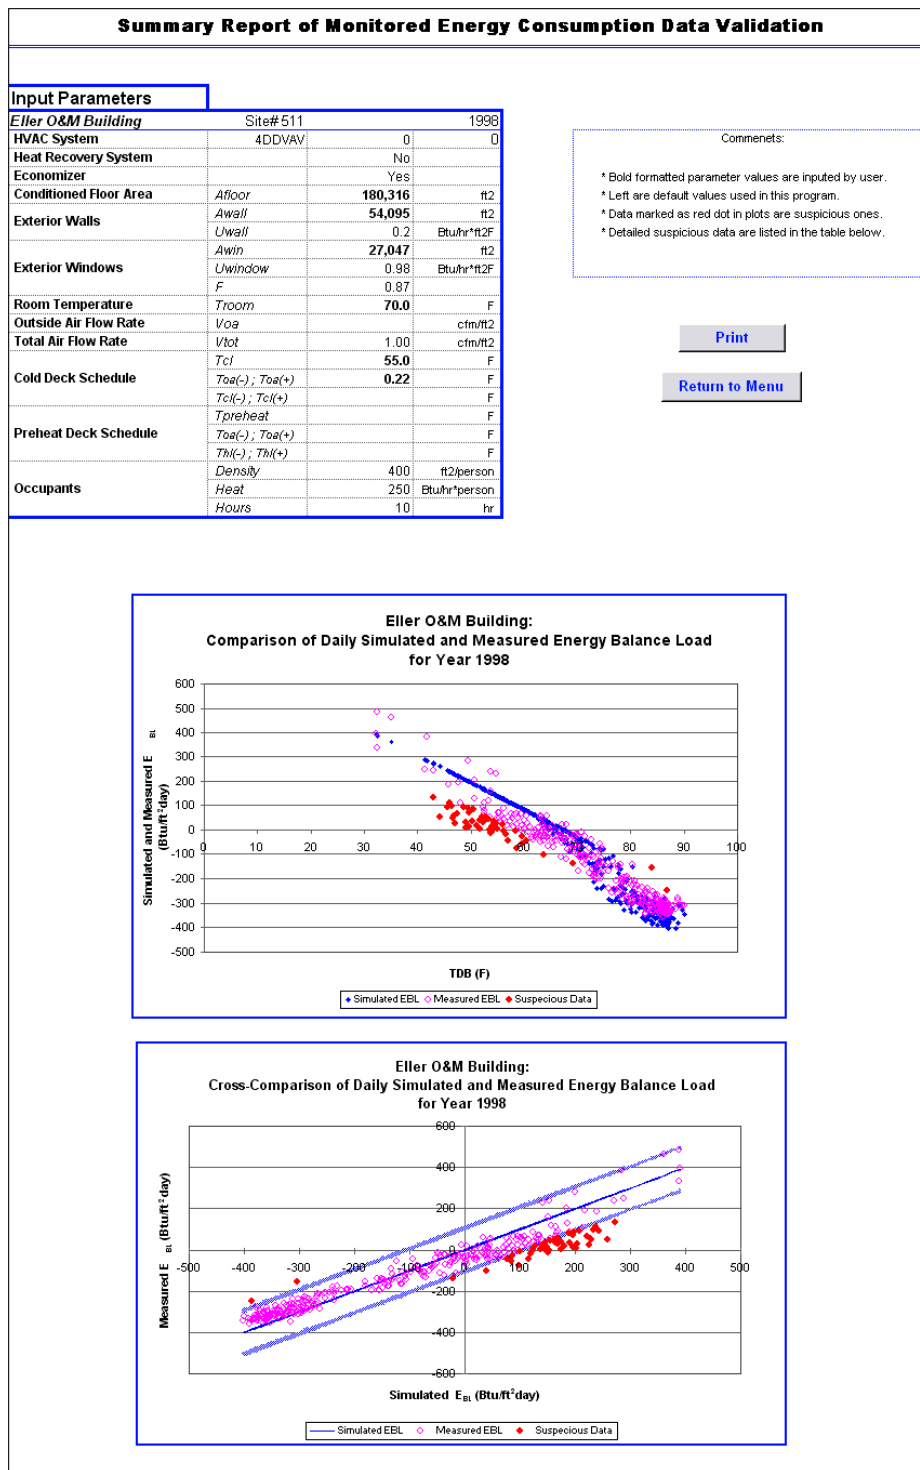 Summary Report of Monitored Energy Consumption Data Validation
Input Parameters
Eller O&M Building Site# 511 1998
HVAC System 4DDVAV 0 0
Heat Recovery System No
Economizer Yes
Conditioned Floor Area Afloor 180,316 ft2
Exterior Walls Awall 54,095 ft2
Uwall 0.2 Btu/hr*ft2F
Exterior Windows Awin 27,047 ft2
Uwindow 0.98 Btu/hr*ft2F
F 0.87
Room Temperature Troom 70.0 F
Outside Air Flow Rate Voa cfm/ft2
Total Air Flow Rate Vtot 1.00 cfm/ft2
Cold Deck Schedule Tcl 55.0 F
Toa(-) ; Toa(+) 0.22 F
Tcl(-) ; Tcl(+) F
Preheat Deck Schedule Tpreheat F
Toa(-) ; Toa(+) F
Thl(-) ; Thl(+) F
Occupants Density 400 ft2/person
Heat 250 Btu/hr*person
Hours 10 hr
Commenets:
* Bold formatted parameter values are inputed by user.
* Left are default values used in this program.
* Data marked as red dot in plots are suspicious ones.
* Detailed suspicious data are listed in the table below.
Print
Return to Menu
Eller O&M Building:
Comparison of Daily Simulated and Measured Energy Balance Load
for Year 1998
Simulated and Measured E BL
(Btu/ft²day)
600
500
400
300
200
100
0
-100
-200
-300
-400
-500
0 10 20 30 40 50 60 70 80 90 100
TDB (F)
Simulated EBL Measured EBL Suspecious Data
Eller O&M Building:
Cross-Comparison of Daily Simulated and Measured Energy Balance Load
for Year 1998
Measured E BL (Btu/ft² day)
600
400
200
0
-200
-400
-600
-500 -400 -300 -200 -100 0 100 200 300 400 500
Simulated E BL (Btu/ft²day)
Simulated EBL Measured EBL Suspecious Data